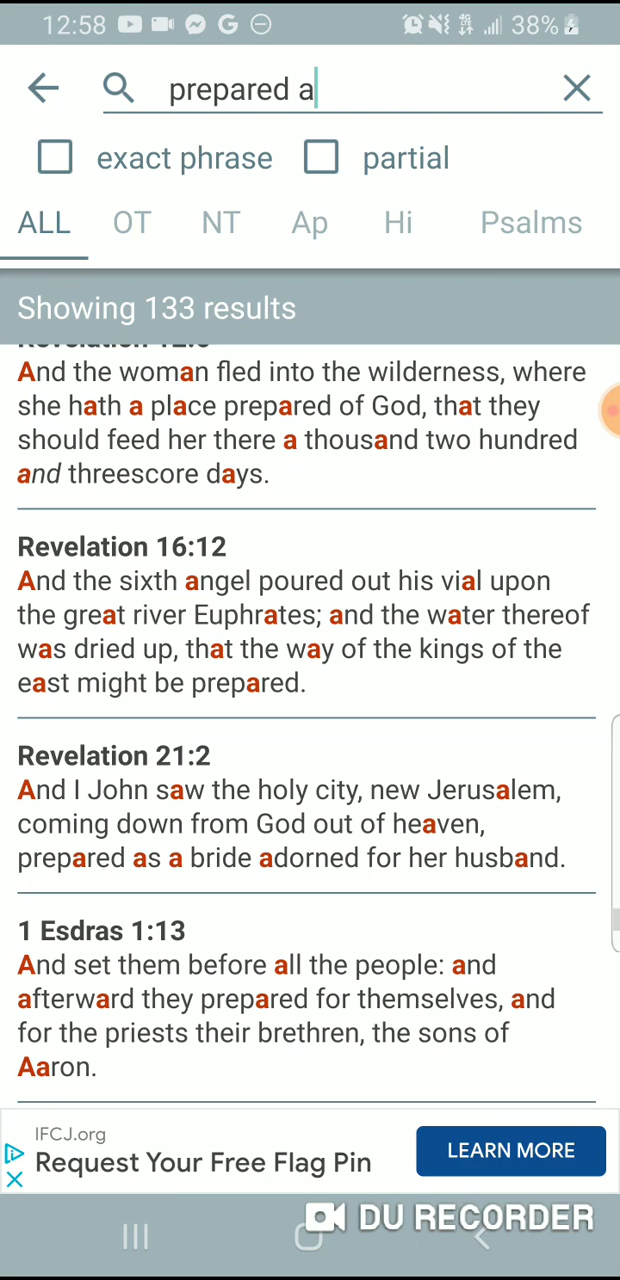 12:58
38%
prepared a
exact phrase
partial
ALL OT NT Ap Hi Psalms
Showing 133 results
And the woman fled into the wilderness, where
she hath a place prepared of God, that they
should feed her there a thousand two hundred
and threescore days.
Revelation 16:12
And the sixth angel poured out his vial upon
the great river Euphrates; and the water thereof
was dried up, that the way of the kings of the
east might be prepared.
Revelation 21:2
And I John saw the holy city, new Jerusalem,
coming down from God out of heaven,
prepared as a bride adorned for her husband.
1 Esdras 1:13
And set them before all the people: and
afterward they prepared for themselves, and
for the priests their brethren, the sons of
Aaron.
IFCJ.org
Request Your Free Flag Pin
LEARN MORE
DU RECORDER